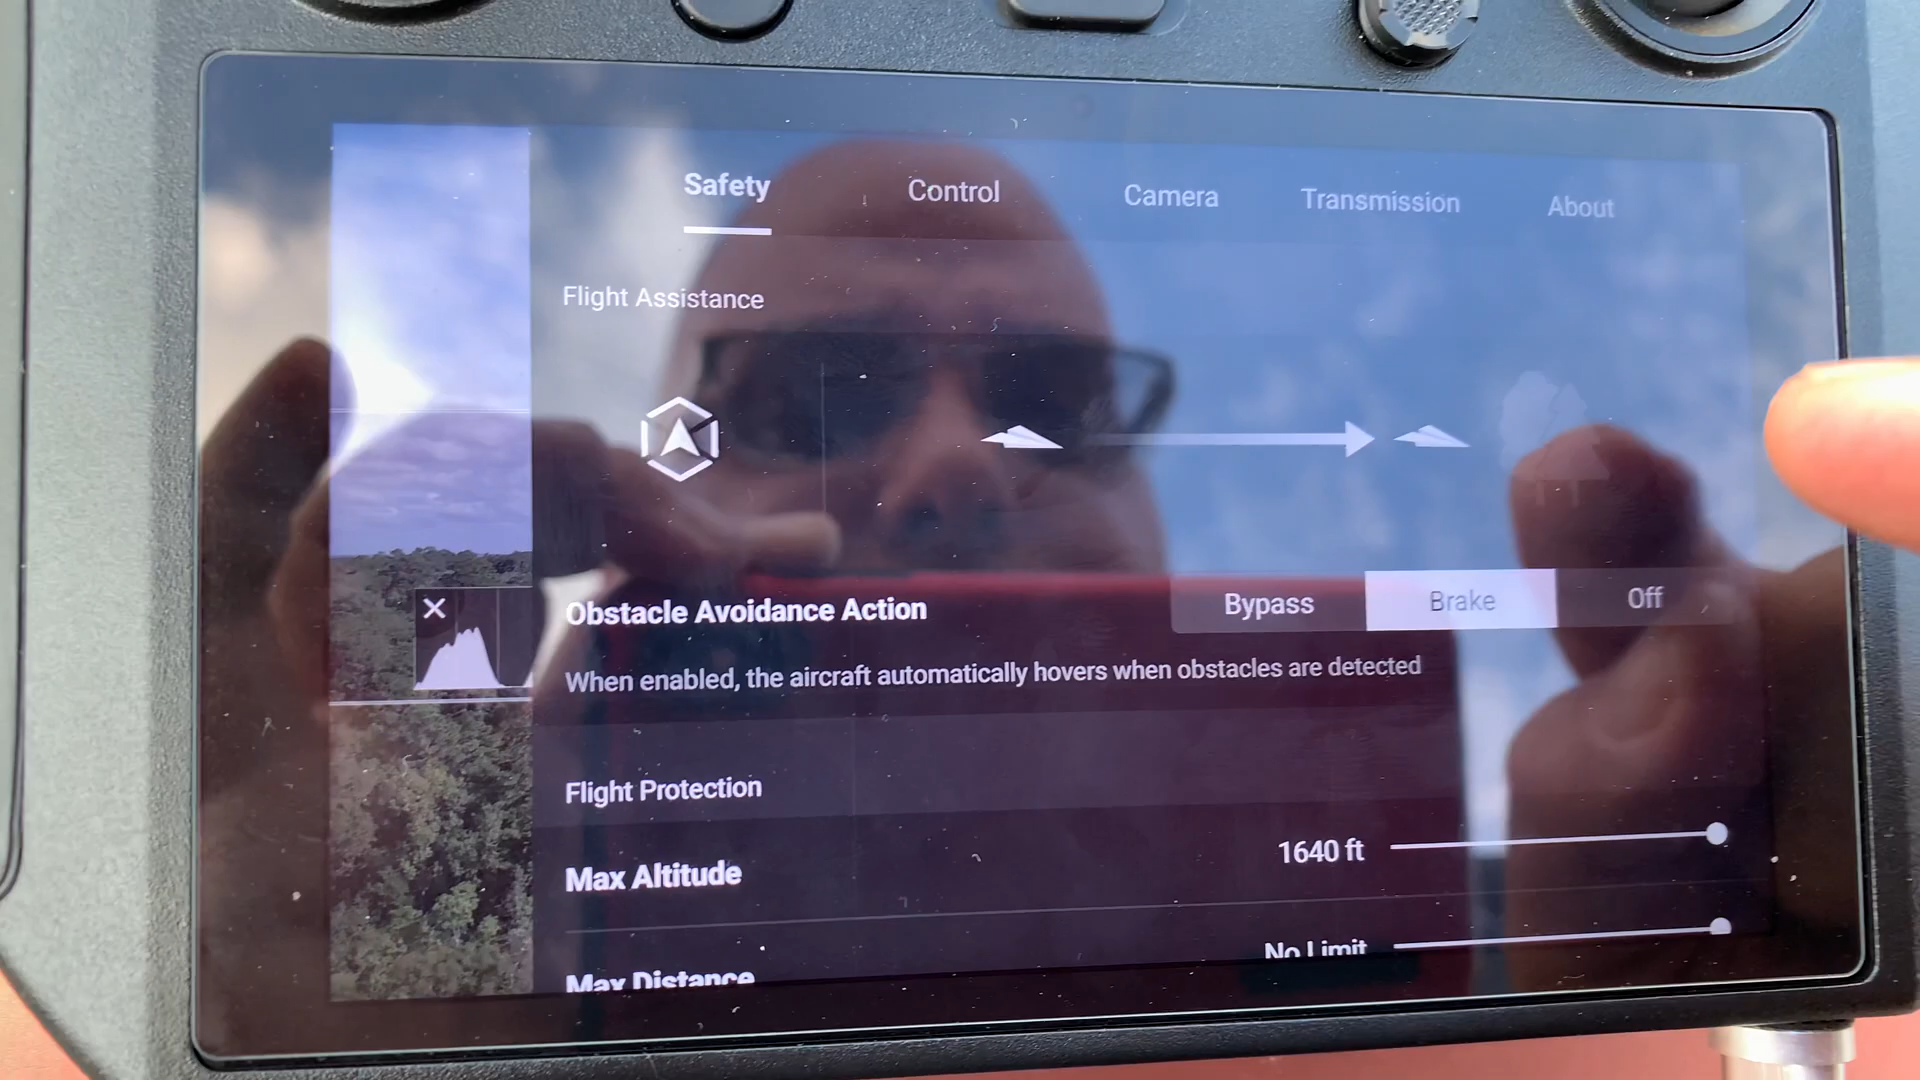 Safety Control Camera Transmission About
Flight Assistance
Obstacle Avoidance Action Bypass Brake Off
When enabled, the aircraft automatically hovers when obstacles are detected
Flight Protection
Max Altitude 1640 ft
Max Distance No Limit